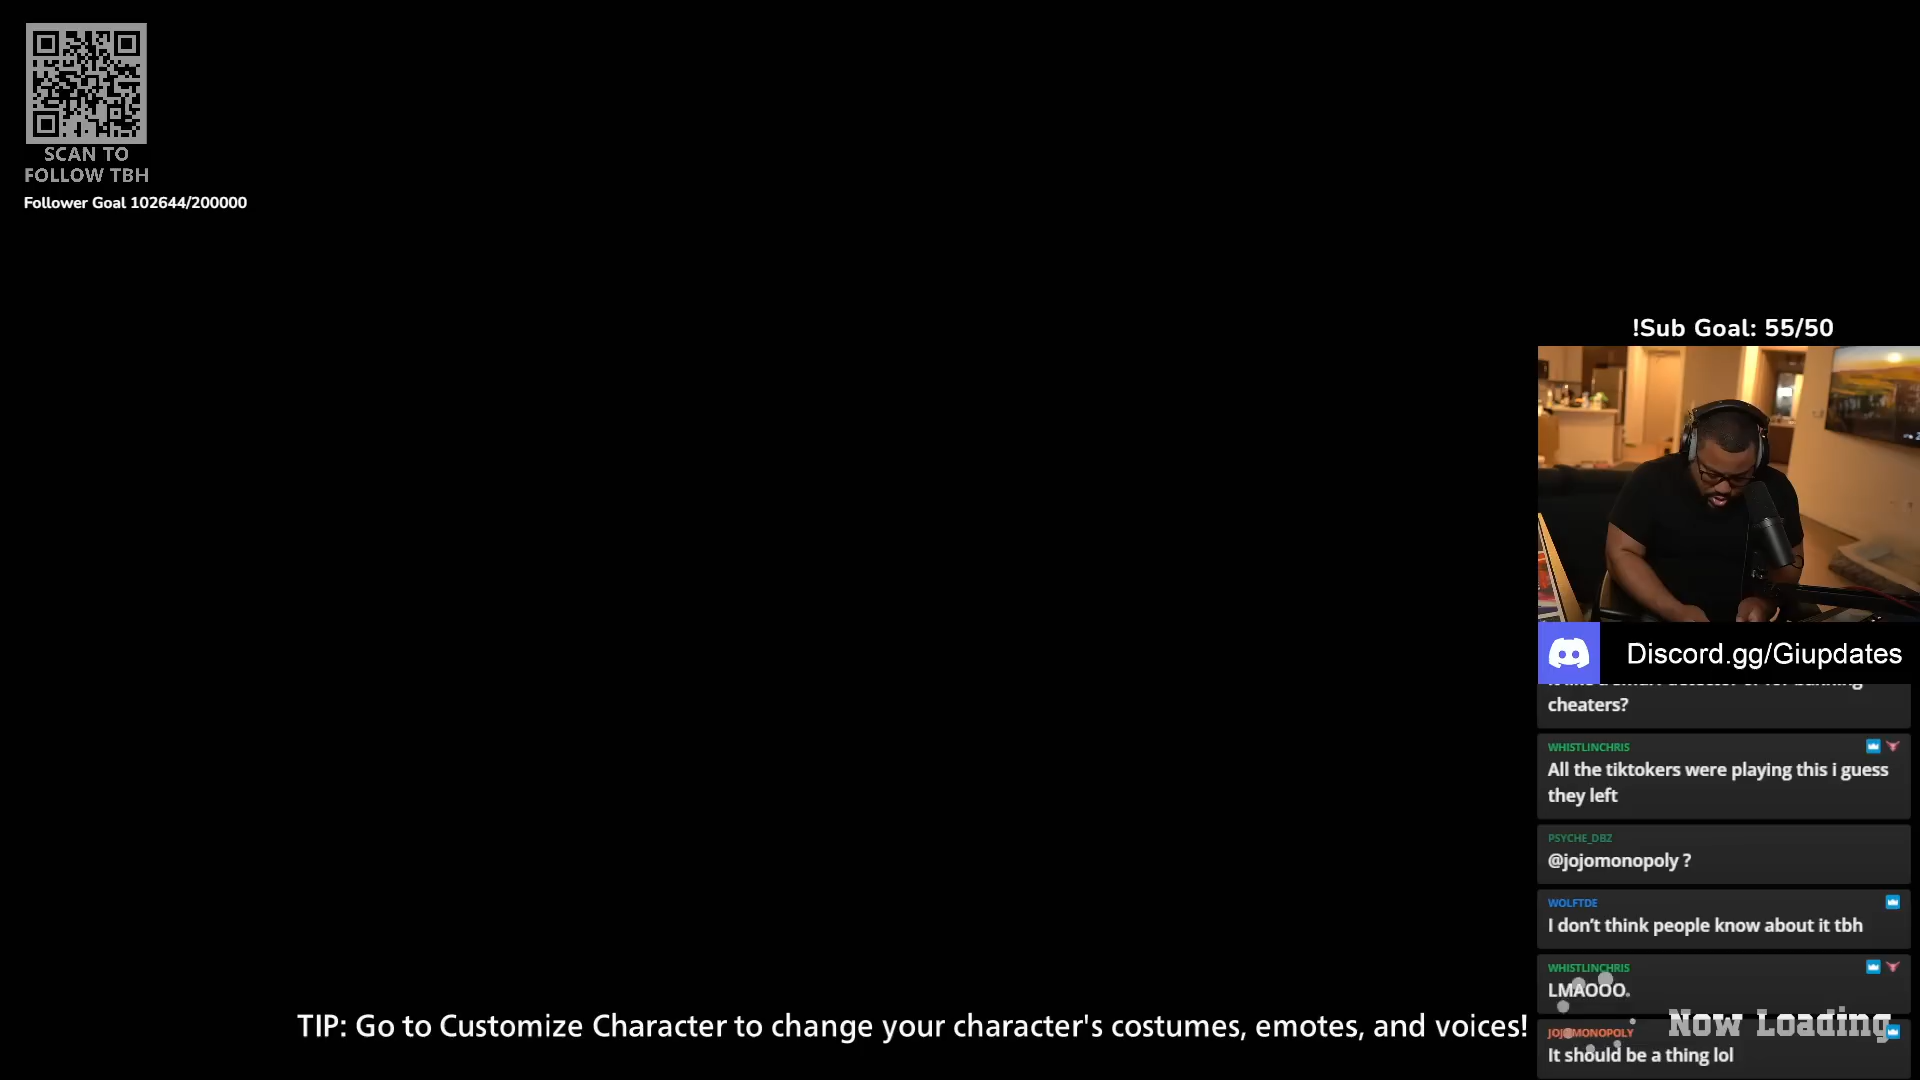 SCAN TO
FOLLOW TBH
Follower Goal 102644/200000
!Sub Goal: 55/50
Discord.gg/Giupdates
cheaters?
WHISTLINCHRIS
All the tiktokers were playing this i guess
they left
PSYCHE_DBZ
@jojomonopoly ?
WOLFTDE
I don't think people know about it tbh
WHISTLINCHRIS
LMAOOO.
TIP: Go to Customize Character to change your character's costumes, emotes, and voices!
Now Loading
JOJOMONOPOLY
It should be a thing lol